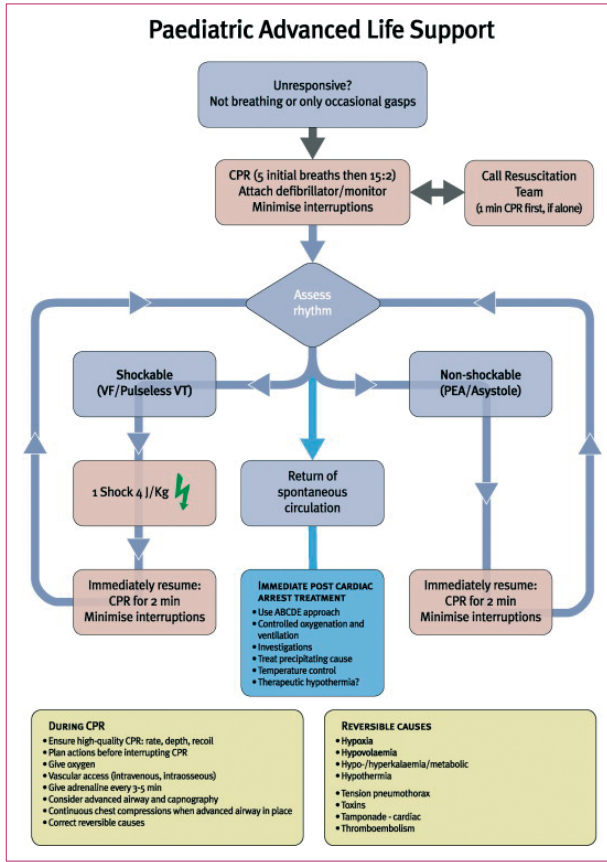 Paediatric Advanced Life Support
Unresponsive?
Not breathing or only occasional gasps
CPR (5 initial breaths then 15:2)
Attach defibrillator/monitor
Minimise interruptions
Call Resuscitation
Team
(1 min CPR first, if alone)
Assess
rhythm
Shockable
(VF/Pulseless VT)
Non-shockable
(PEA/Asystole)
1 Shock 4 J/Kg
Return of
spontaneous
circulation
Immediately resume:
CPR for 2 min
Minimise interruptions
IMMEDIATE POST CARDIAC
ARREST TREATMENT
• Use ABCDE approach
• Controlled oxygenation and
ventilation
• Investigations
• Treat precipitating cause
• Temperature control
• Therapeutic hypothermia?
Immediately resume:
CPR for 2 min
Minimise interruptions
DURING CPR
• Ensure high-quality CPR: rate, depth, recoil
• Plan actions before interrupting CPR
• Give oxygen
• Vascular access (intravenous, intraosseous)
• Give adrenaline every 3-5 min
• Consider advanced airway and capnography
• Continuous chest compressions when advanced airway in place
• Correct reversible causes
REVERSIBLE CAUSES
• Hypoxia
• Hypovolaemia
• Hypo-/hyperkalaemia/metabolic
• Hypothermia
• Tension pneumothorax
• Toxins
• Tamponade - cardiac
• Thromboembolism